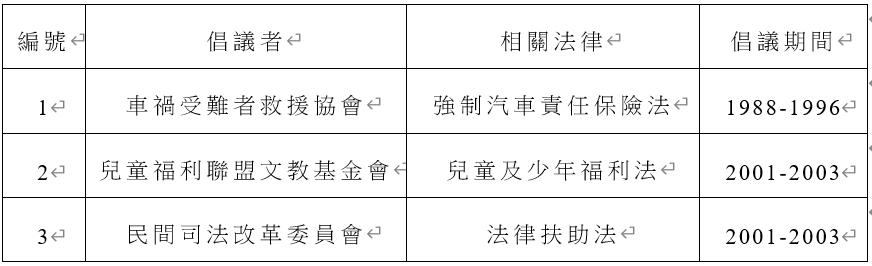 編號 倡議者 相關法律 倡議期間
1 車禍受難者救援協會 強制汽車責任保險法 1988-1996
2 兒童福利聯盟文教基金會 兒童及少年福利法 2001-2003
3 民間司法改革委員會 法律扶助法 2001-2003